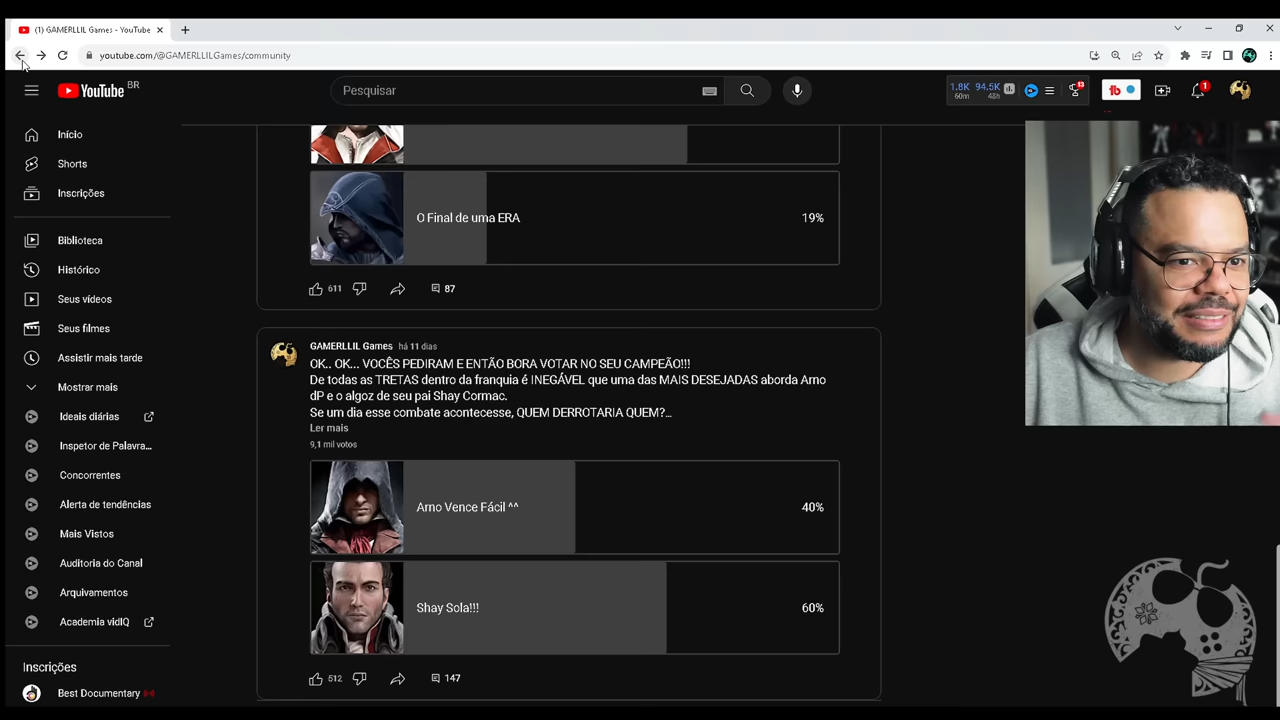 (1) GAMERLLIL Games - YouTube
youtube.com/@GAMERLLILGames/community
YouTube BR
Pesquisar
1.8K 94.5K
60m 48h
13
1
Início
Shorts
Inscrições
Biblioteca
Histórico
Seus vídeos
Seus filmes
Assistir mais tarde
Mostrar mais
Ideais diárias
Inspetor de Palavra...
Concorrentes
Alerta de tendências
Mais Vistos
Auditoria do Canal
Arquivamentos
Academia vidIQ
Inscrições
Best Documentary
O Final de uma ERA 19%
611 87
GAMERLLIL Games há 11 dias
OK.. OK... VOCÊS PEDIRAM E ENTÃO BORA VOTAR NO SEU CAMPEÃO!!!
De todas as TRETAS dentro da franquia é INEGÁVEL que uma das MAIS DESEJADAS aborda Arno
dP e o algoz de seu pai Shay Cormac.
Se um dia esse combate acontecesse, QUEM DERROTARIA QUEM?...
Ler mais
9,1 mil votos
Arno Vence Fácil ^^ 40%
Shay Sola!!! 60%
512 147